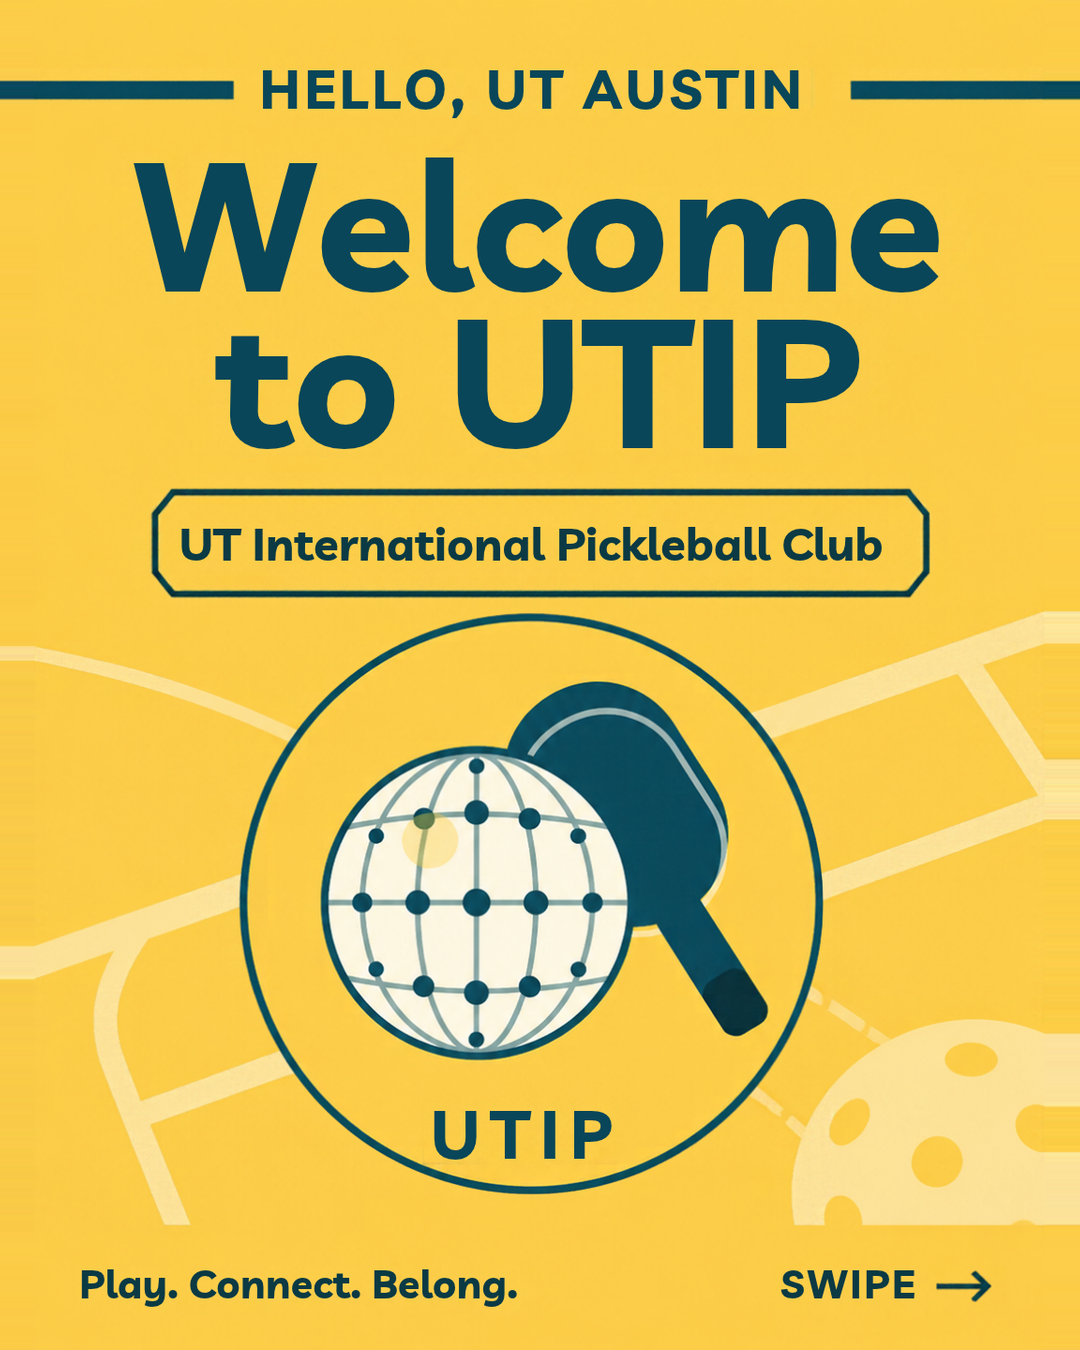 HELLO, UT AUSTIN
Welcome
to UTIP
UT International Pickleball Club
UTIP
Play. Connect. Belong.
SWIPE →